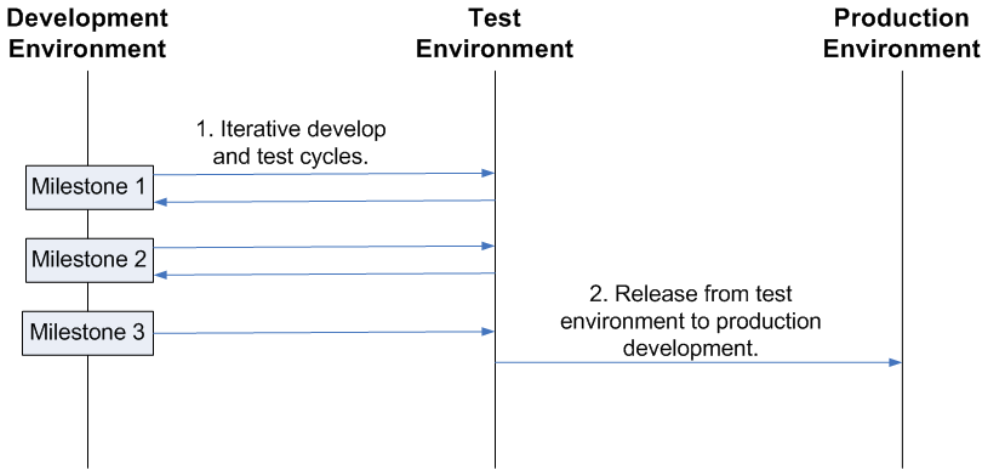 Development
Environment
Test
Environment
Production
Environment
1. Iterative develop
and test cycles.
Milestone 1
Milestone 2
2. Release from test
environment to production
development.
Milestone 3